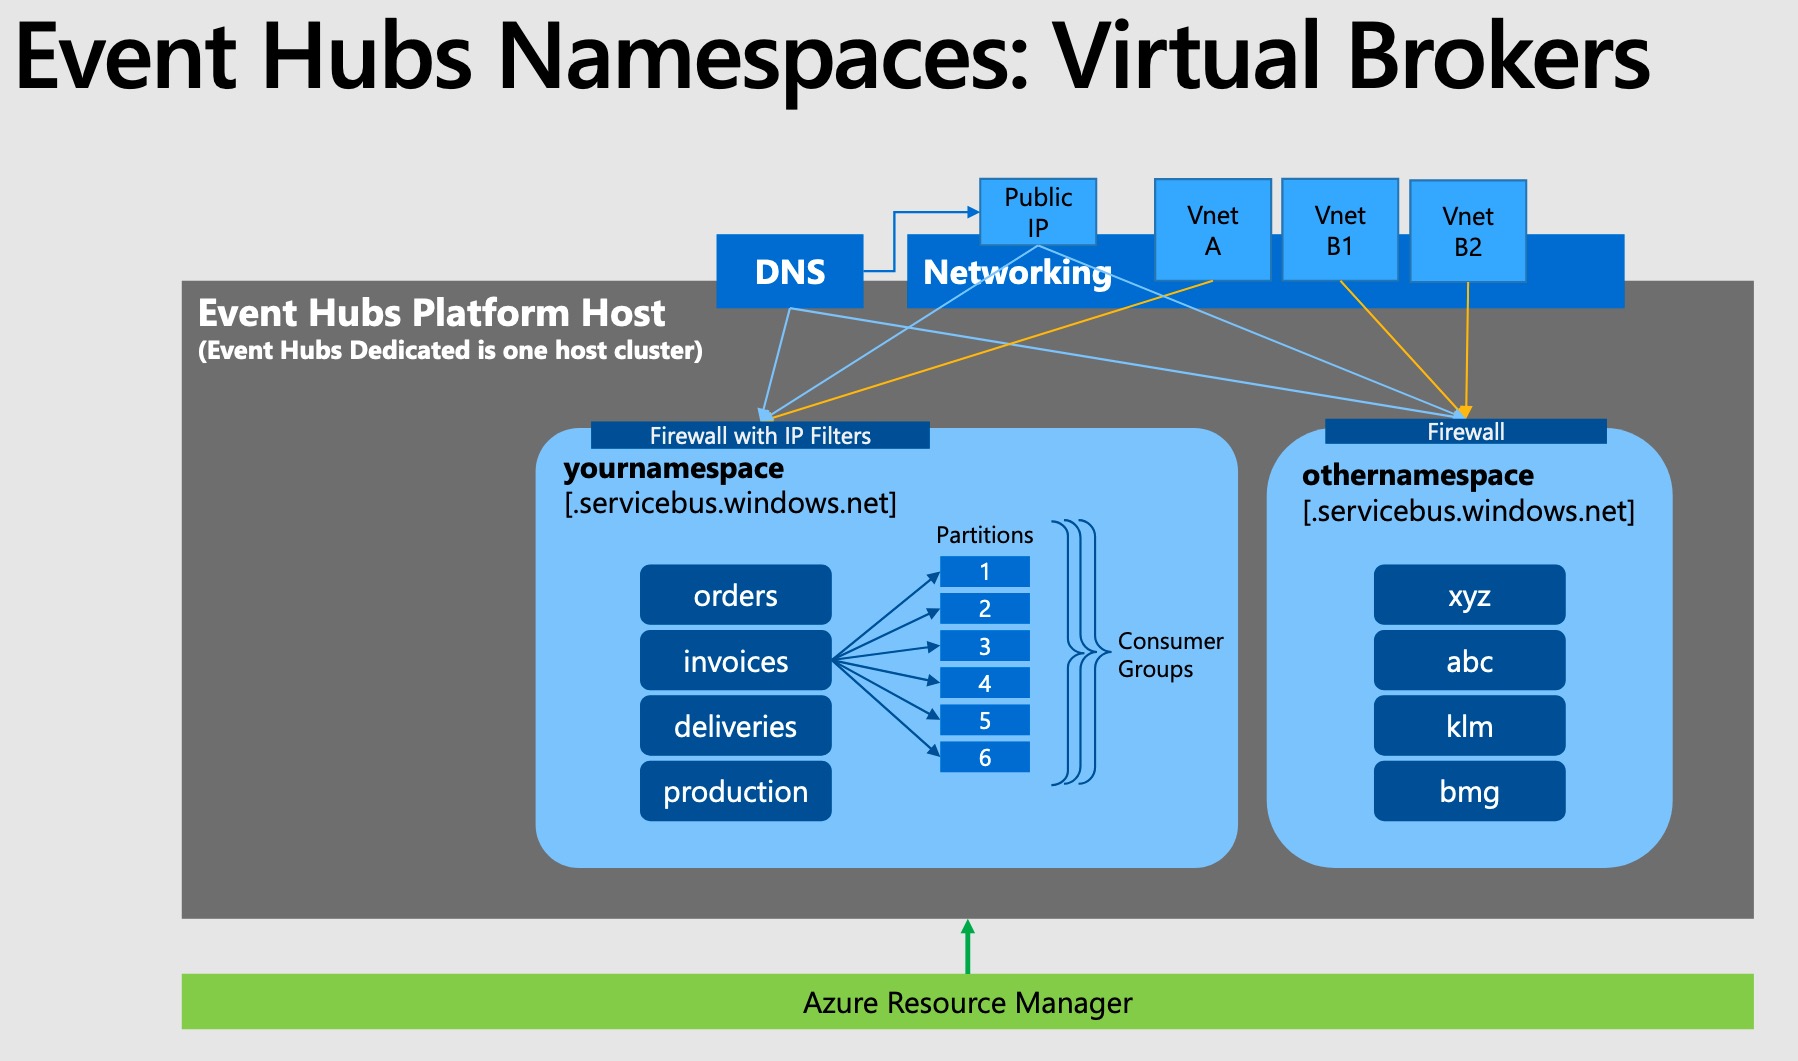 Event Hubs Namespaces: Virtual Brokers
Public
IP
Vnet
A
Vnet
B1
Vnet
B2
DNS
Networking
Event Hubs Platform Host
(Event Hubs Dedicated is one host cluster)
Firewall with IP Filters
yournamespace
[.servicebus.windows.net]
Partitions
orders
invoices
deliveries
production
1
2
3
4
5
6
Consumer
Groups
Firewall
othernamespace
[.servicebus.windows.net]
xyz
abc
klm
bmg
Azure Resource Manager